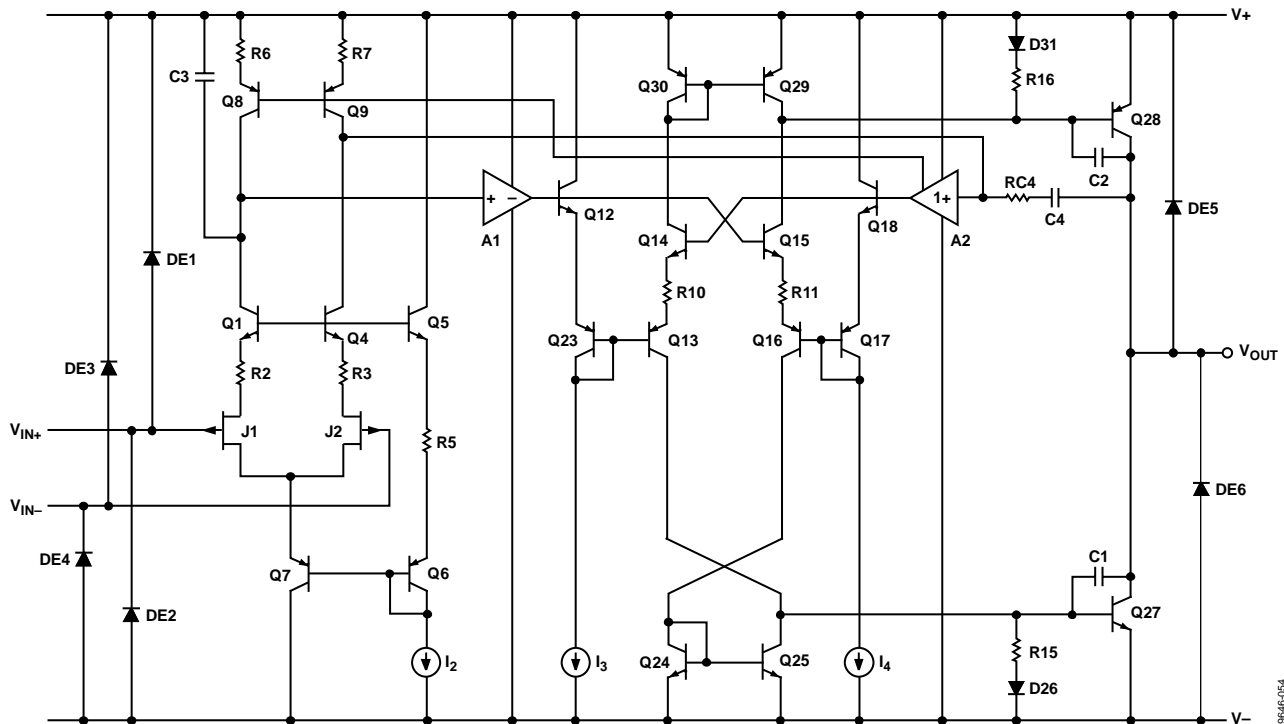 V+
R6
R7
D31
C3
R16
Q30
Q29
Q8
Q9
Q28
C2
RC4
+
−
1+
C4
Q12
Q18
DE5
A1
A2
Q14
Q15
DE1
R10
R11
Q1
Q4
Q5
Q23
Q13
Q16
Q17
VOUT
DE3
R2
R3
VIN+
J1
J2
R5
DE6
VIN–
DE4
C1
Q7
Q6
Q27
DE2
R15
I2
I3
Q24
Q25
I4
D26
V–